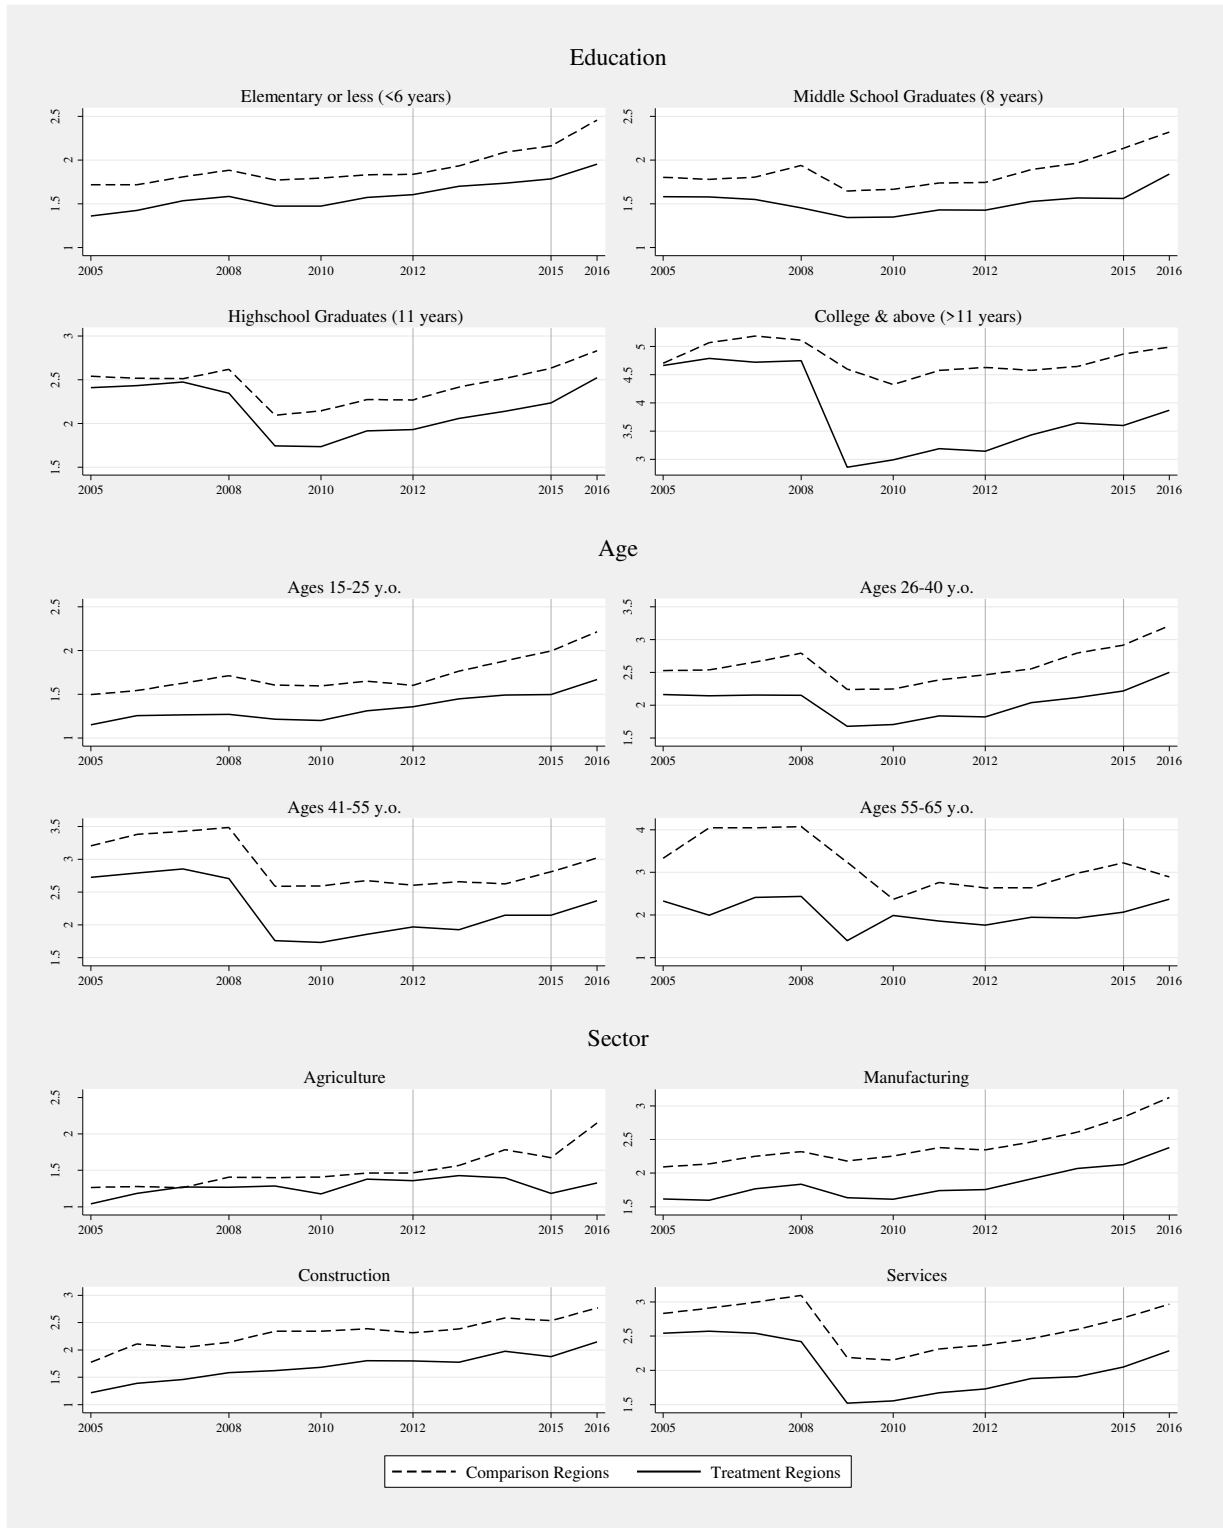 Education
Elementary or less (<6 years)
2.5
2
1.5
1
2005 2008 2010 2012 2015 2016
Middle School Graduates (8 years)
2.5
2
1.5
1
2005 2008 2010 2012 2015 2016
Highschool Graduates (11 years)
3
2.5
2
1.5
2005 2008 2010 2012 2015 2016
College & above (>11 years)
5
4.5
4
3.5
3
2005 2008 2010 2012 2015 2016
Age
Ages 15-25 y.o.
2.5
2
1.5
1
2005 2008 2010 2012 2015 2016
Ages 26-40 y.o.
3.5
3
2.5
2
1.5
2005 2008 2010 2012 2015 2016
Ages 41-55 y.o.
3.5
3
2.5
2
1.5
2005 2008 2010 2012 2015 2016
Ages 55-65 y.o.
4
3
2
1
2005 2008 2010 2012 2015 2016
Sector
Agriculture
2.5
2
1.5
1
2005 2008 2010 2012 2015 2016
Manufacturing
3
2.5
2
1.5
2005 2008 2010 2012 2015 2016
Construction
3
2.5
2
1.5
1
2005 2008 2010 2012 2015 2016
Services
3
2.5
2
1.5
2005 2008 2010 2012 2015 2016
Comparison Regions Treatment Regions